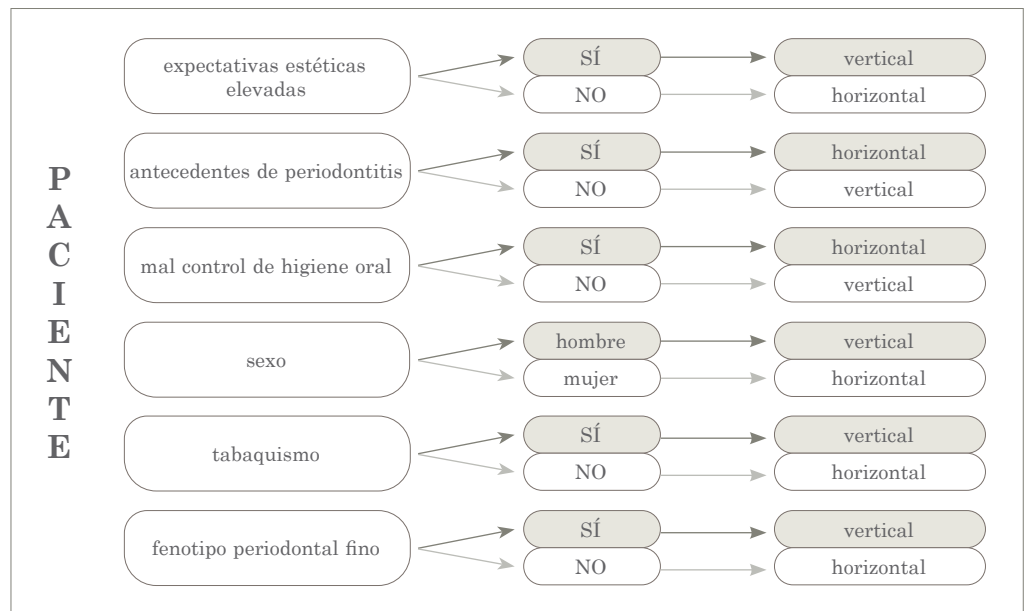 PACIENTE
expectativas estéticas
elevadas
SÍ
vertical
NO
horizontal
antecedentes de periodontitis
SÍ
horizontal
NO
vertical
mal control de higiene oral
SÍ
horizontal
NO
vertical
sexo
hombre
vertical
mujer
horizontal
tabaquismo
SÍ
vertical
NO
horizontal
fenotipo periodontal fino
SÍ
vertical
NO
horizontal